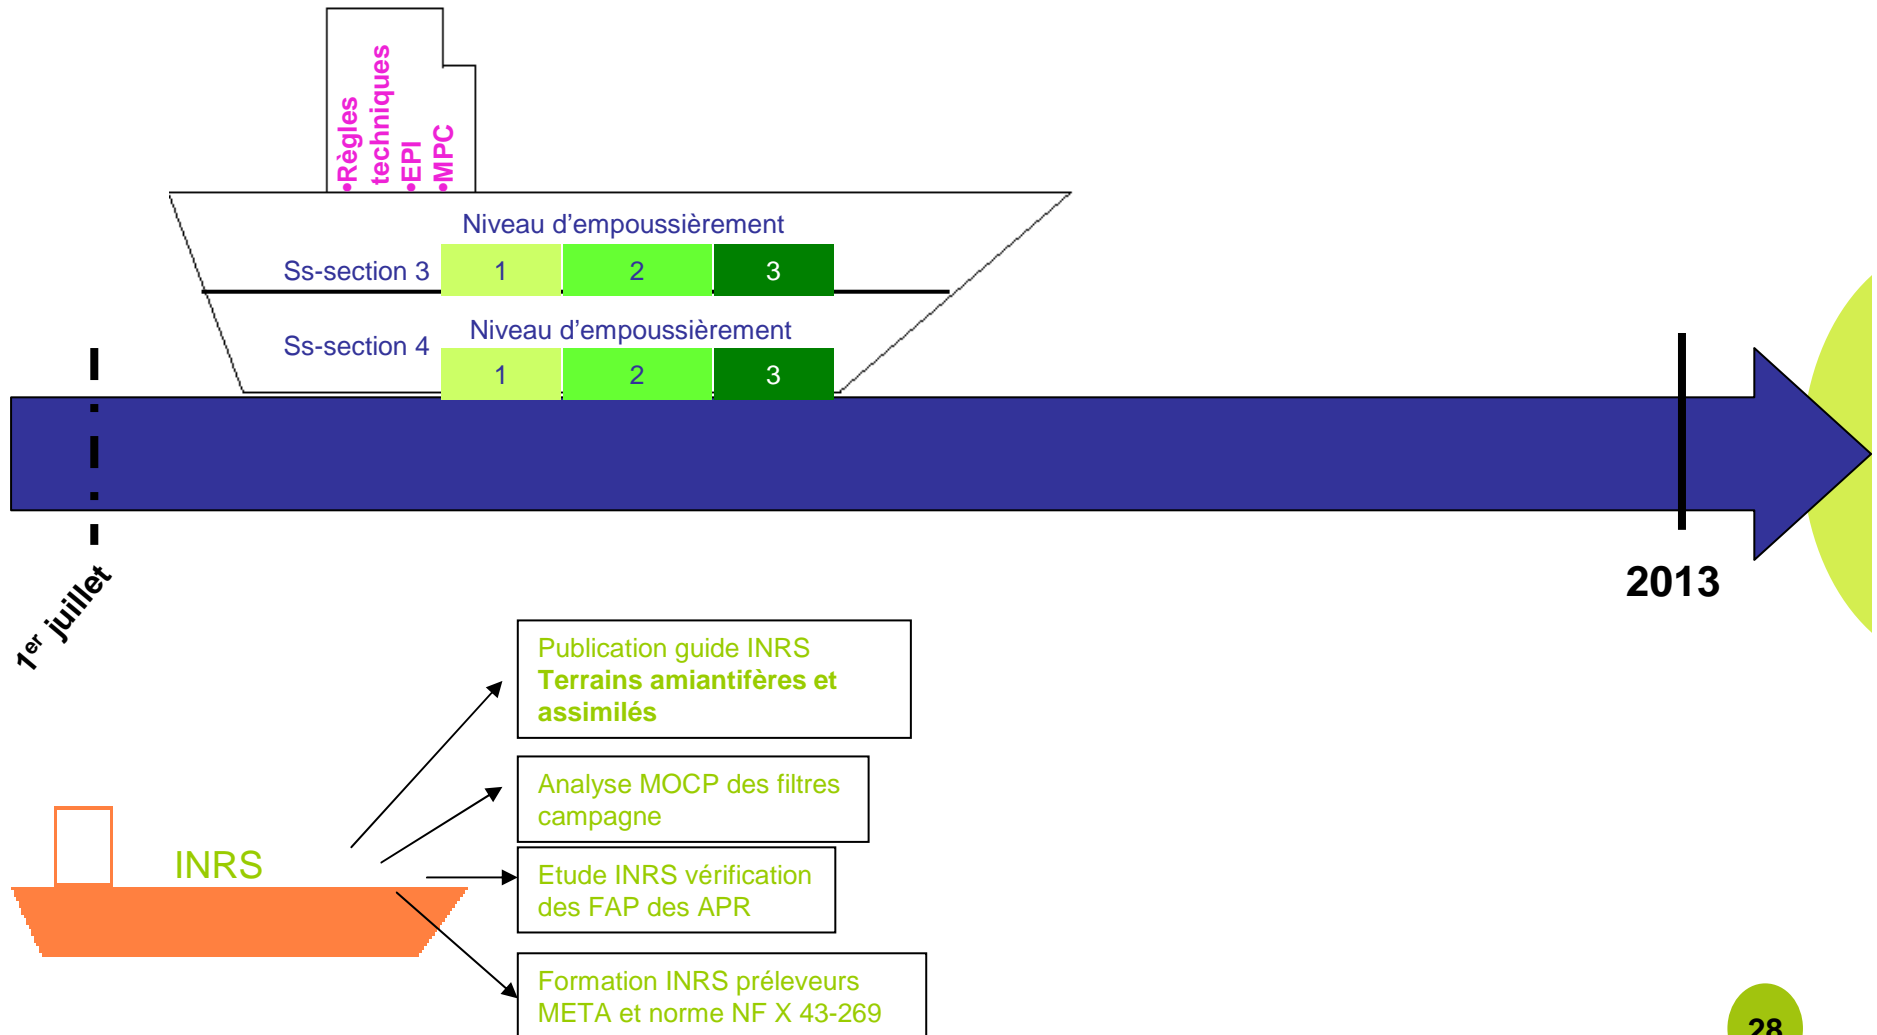 •Règles
techniques
•EPI
•MPC
Niveau d’empoussièrement
Ss-section 3 1 2 3
Niveau d’empoussièrement
Ss-section 4
1 2 3
1er juillet
2013
Publication guide INRS
Terrains amiantifères et
assimilés
Analyse MOCP des filtres
campagne
INRS
Etude INRS vérification
des FAP des APR
Formation INRS préleveurs
META et norme NF X 43-269
28